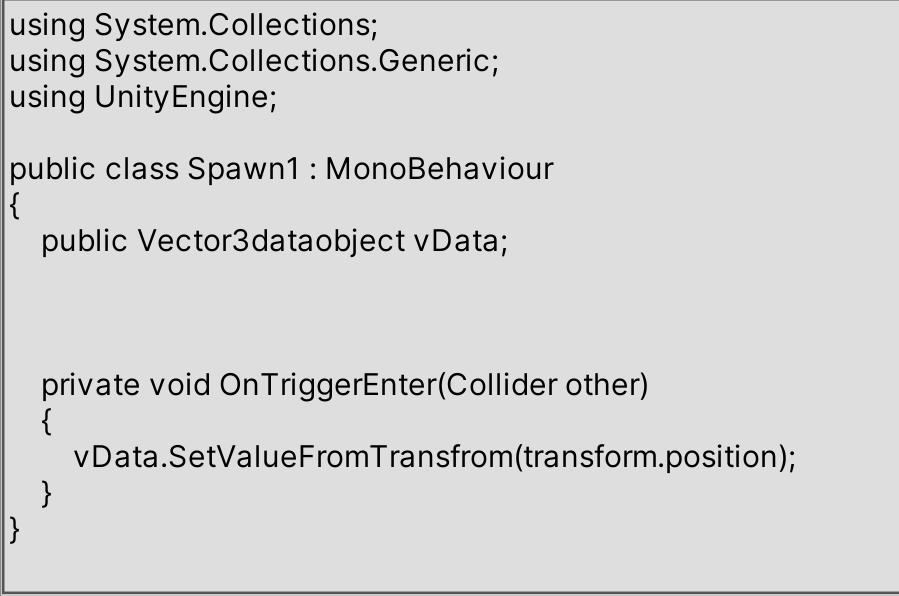 using System.Collections;
using System.Collections.Generic;
using UnityEngine;
public class Spawn1 : MonoBehaviour
{
public Vector3dataobject vData;
private void OnTriggerEnter(Collider other)
{
vData.SetValueFromTransfrom(transform.position);
}
}